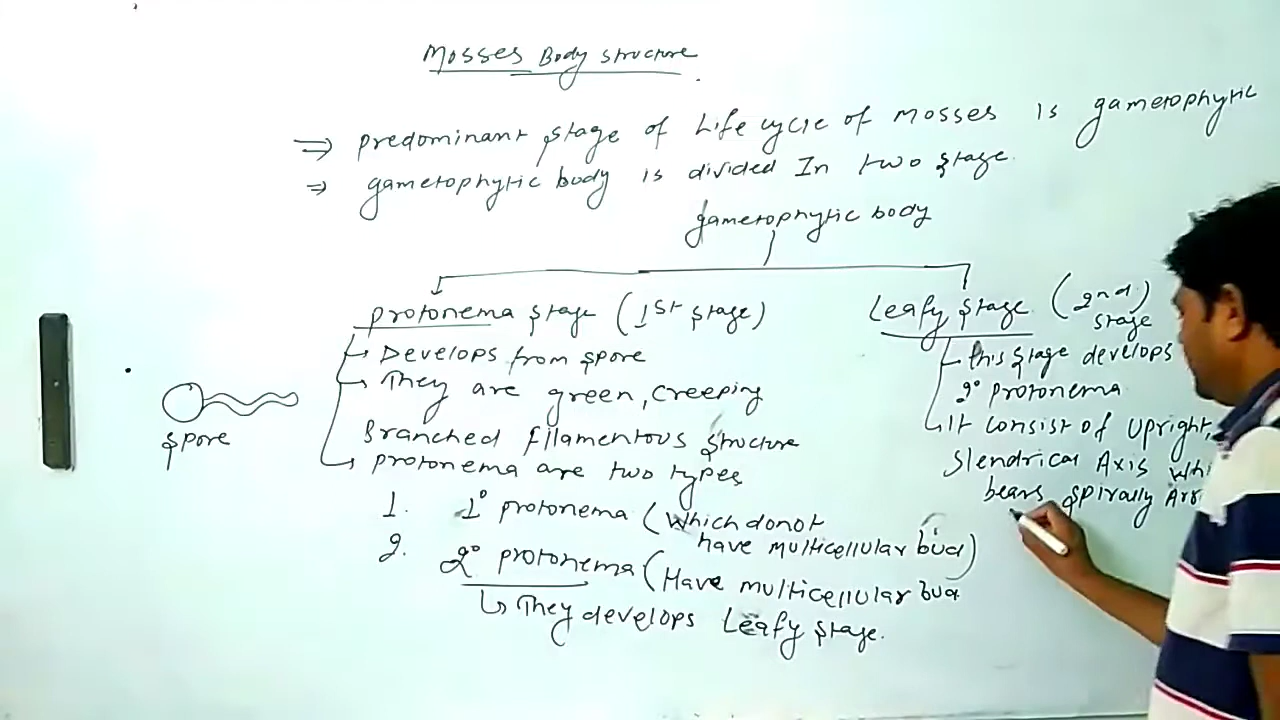 Mosses Body structure
⇒ predominant stage of Life cycle of mosses is gametophytic
⇒ gametophytic body is divided In two stage.
gametophytic body
protonema stage (1st stage)
Develops from spore
They are green, creeping
Branched filamentous structure
protonema are two types
1. 1° protonema (which donot
have multicellular bud)
2. 2° protonema (Have multicellular bud
They develops Leafy stage.
spore
Leafy stage. (2nd.)
stage
this stage develops
2° protonema
It consist of upright,
Slendrical Axis
bears spirally